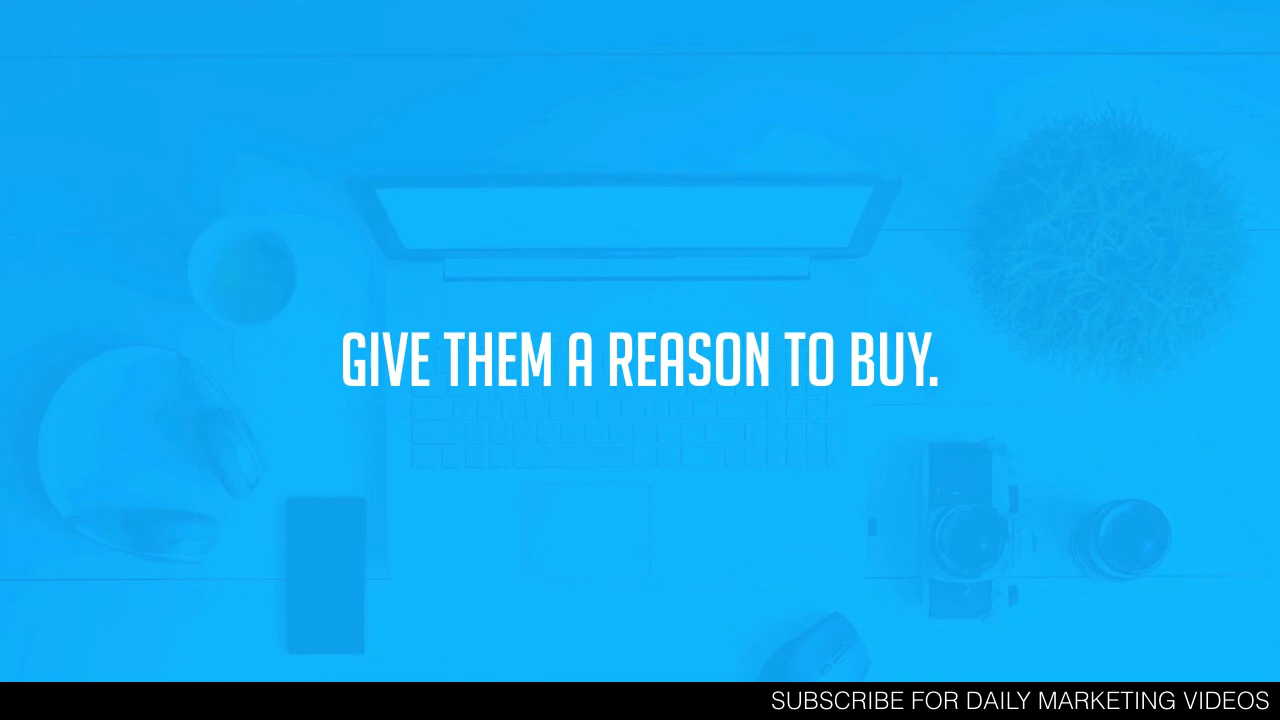 GIVE THEM A REASON TO BUY.
SUBSCRIBE FOR DAILY MARKETING VIDEOS